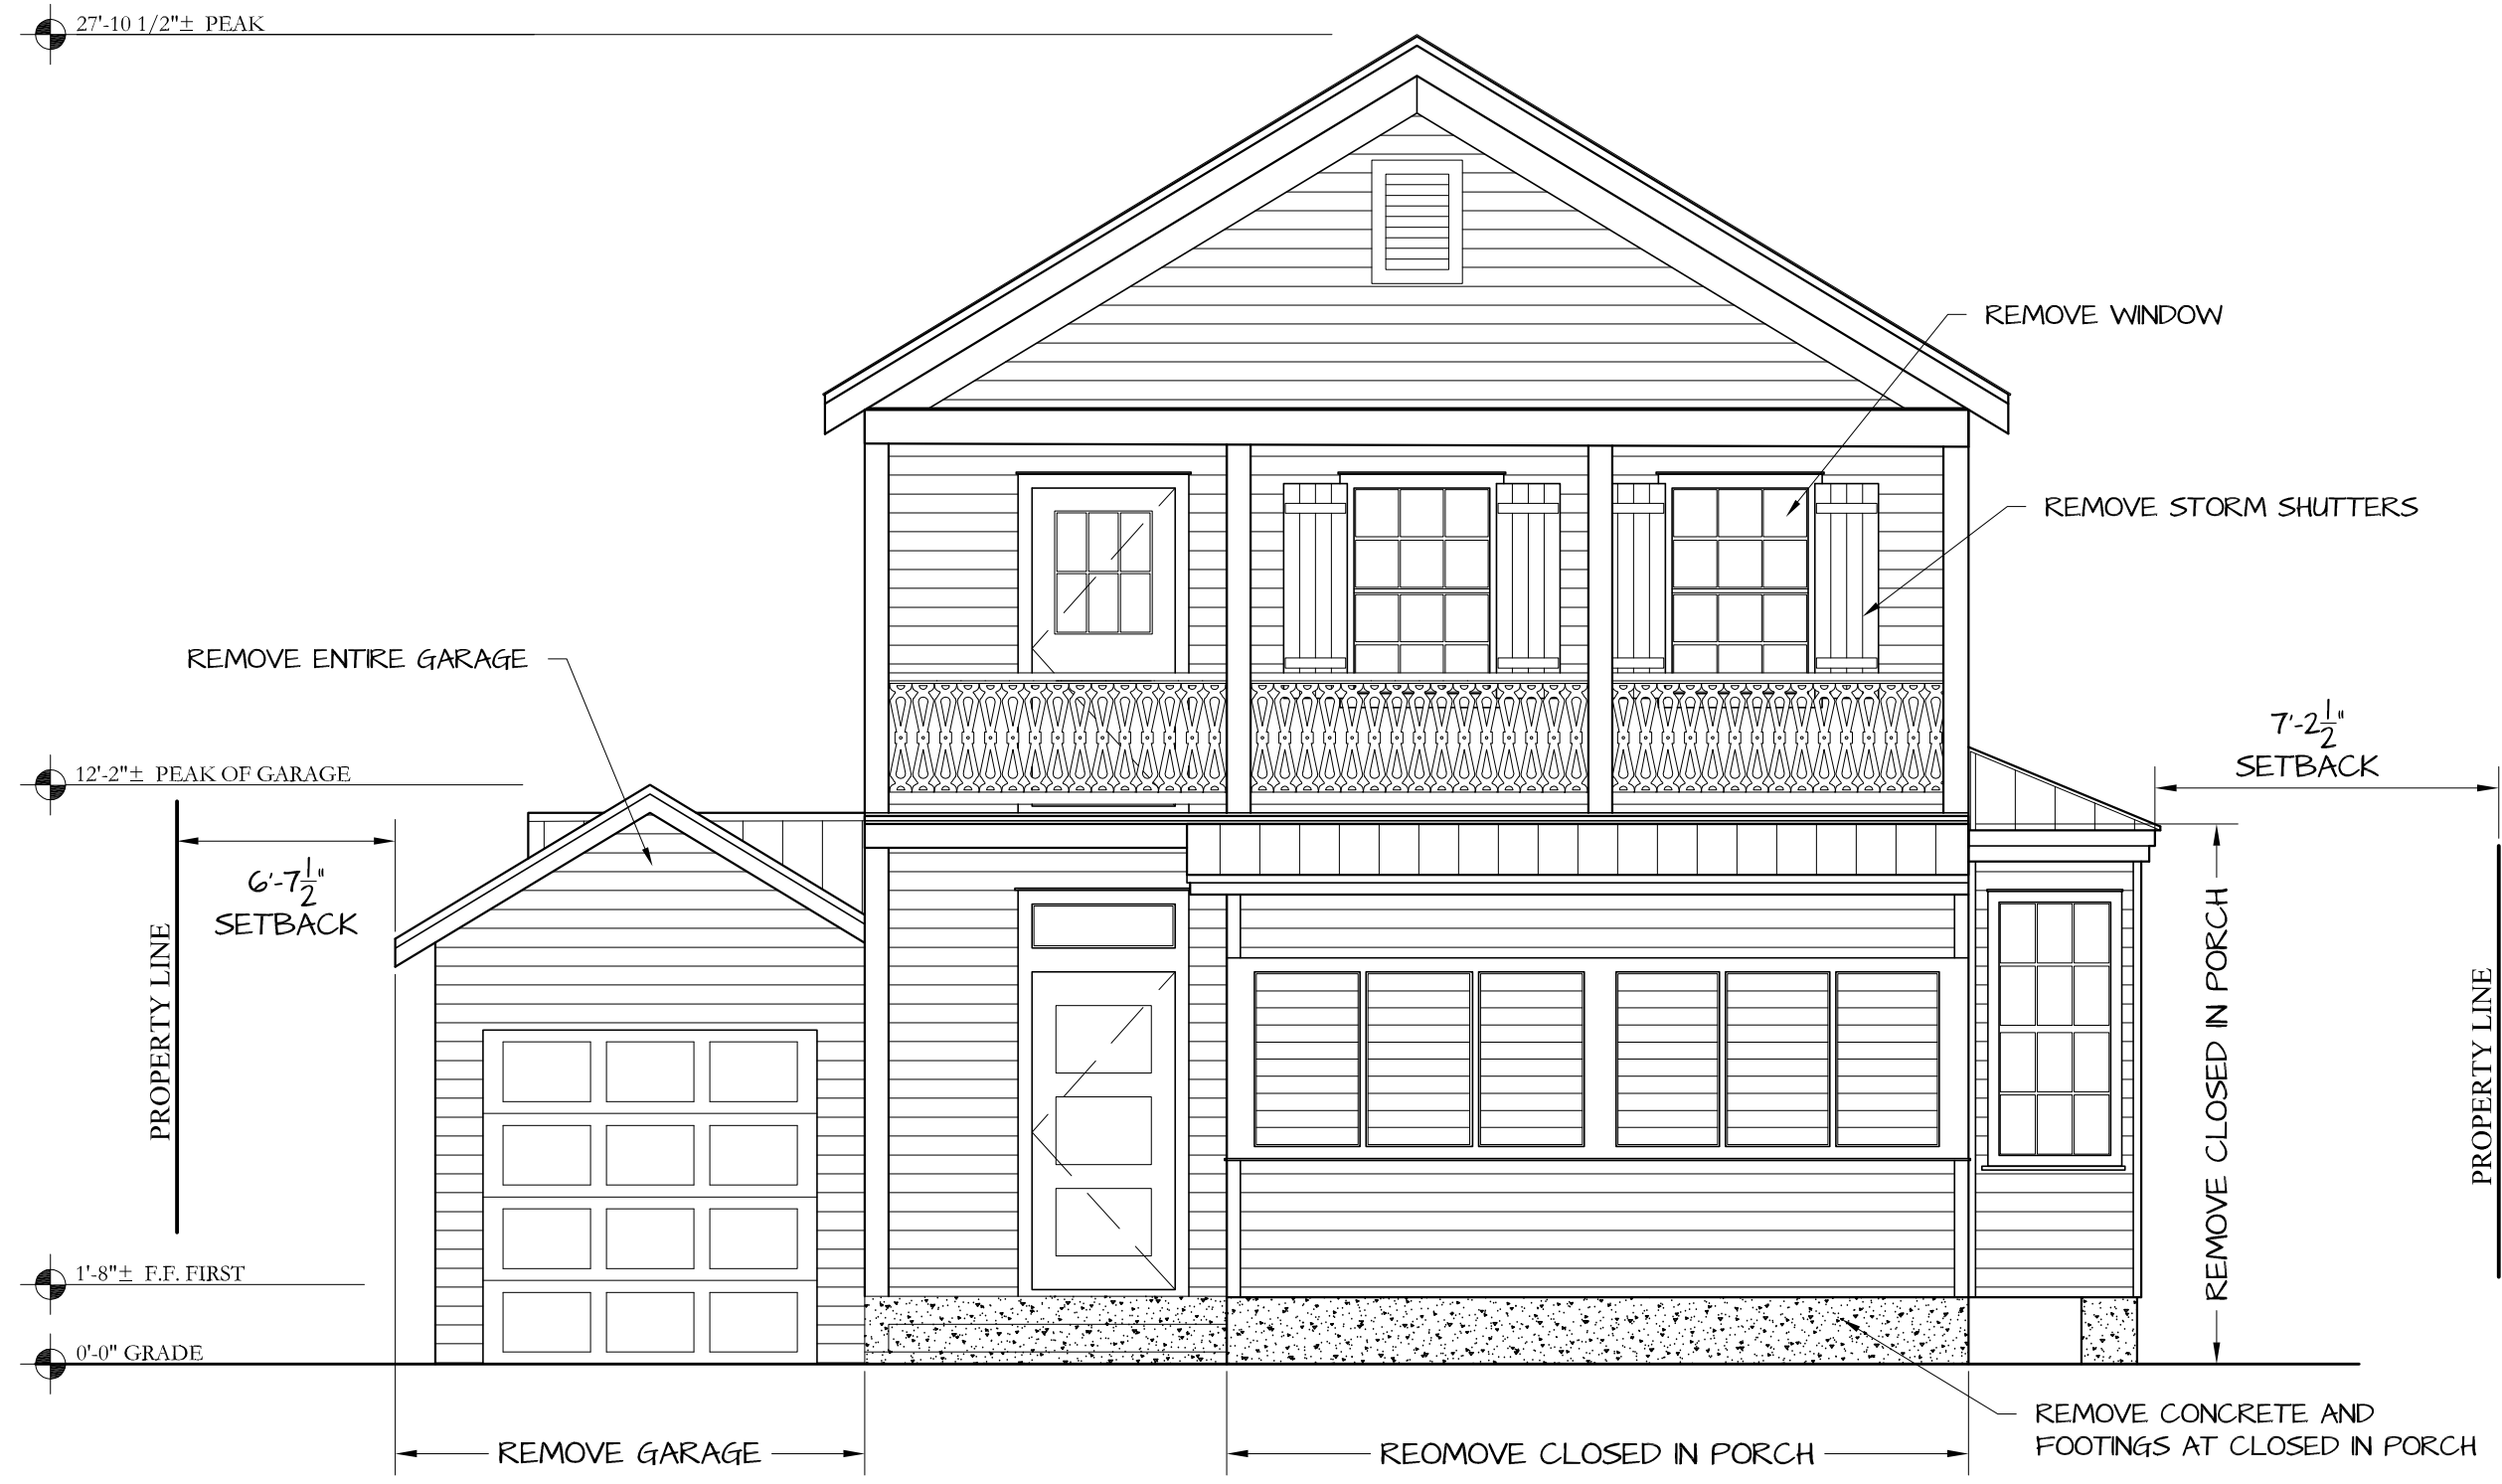 27'-10 1/2"± PEAK
REMOVE WINDOW
REMOVE STORM SHUTTERS
REMOVE ENTIRE GARAGE
7'-2 1/2"
SETBACK
12'-2"± PEAK OF GARAGE
6'-7 1/2"
SETBACK
PROPERTY LINE
REMOVE CLOSED IN PORCH
PROPERTY LINE
1'-8"± F.F. FIRST
0'-0" GRADE
REMOVE GARAGE
REOMOVE CLOSED IN PORCH
REMOVE CONCRETE AND
FOOTINGS AT CLOSED IN PORCH